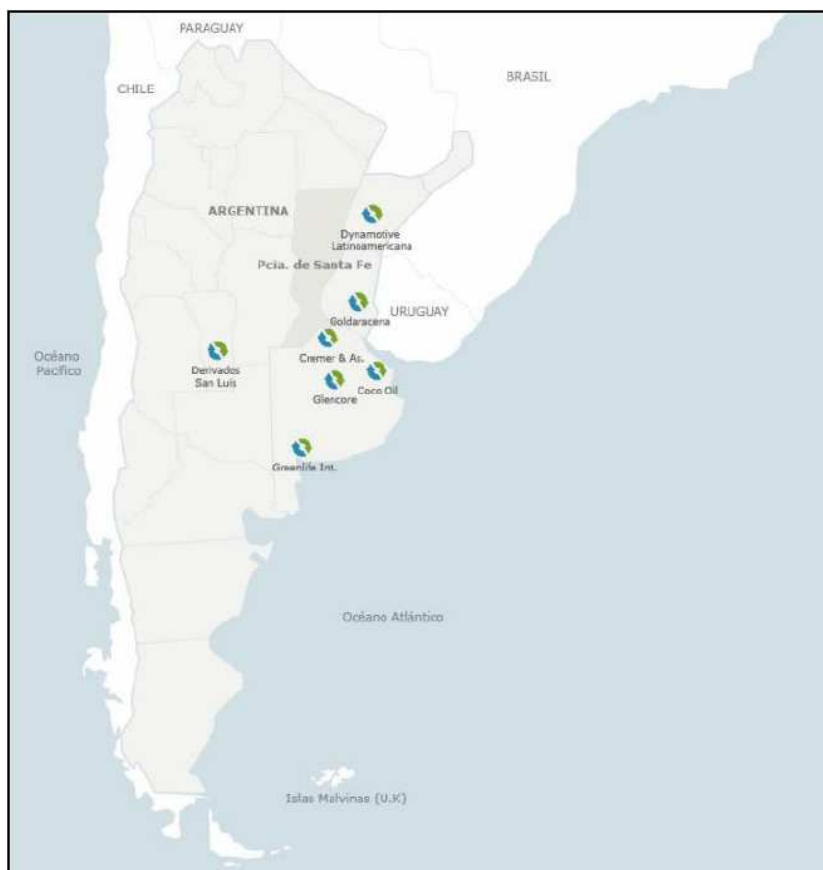 PARAGUAY
CHILE
BRASIL
ARGENTINA
Dynamotive
Latinoamericana
Pcia. de Santa Fe
Goldaracena
URUGUAY
Cremer & As.
Océano
Pacífico
Derivados
San Luis
Coco Oil
Glencore
Greenlife Int.
Océano Atlántico
Islas Malvinas (U.K)